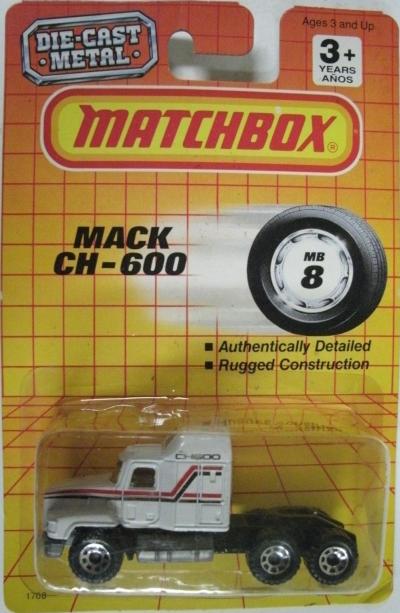 DIE-CAST
METAL
Ages 3 and Up
3+
YEARS
AÑOS
MATCHBOX®
MACK
CH-600
MB
8
■ Authentically Detailed
■ Rugged Construction
CH600
1708